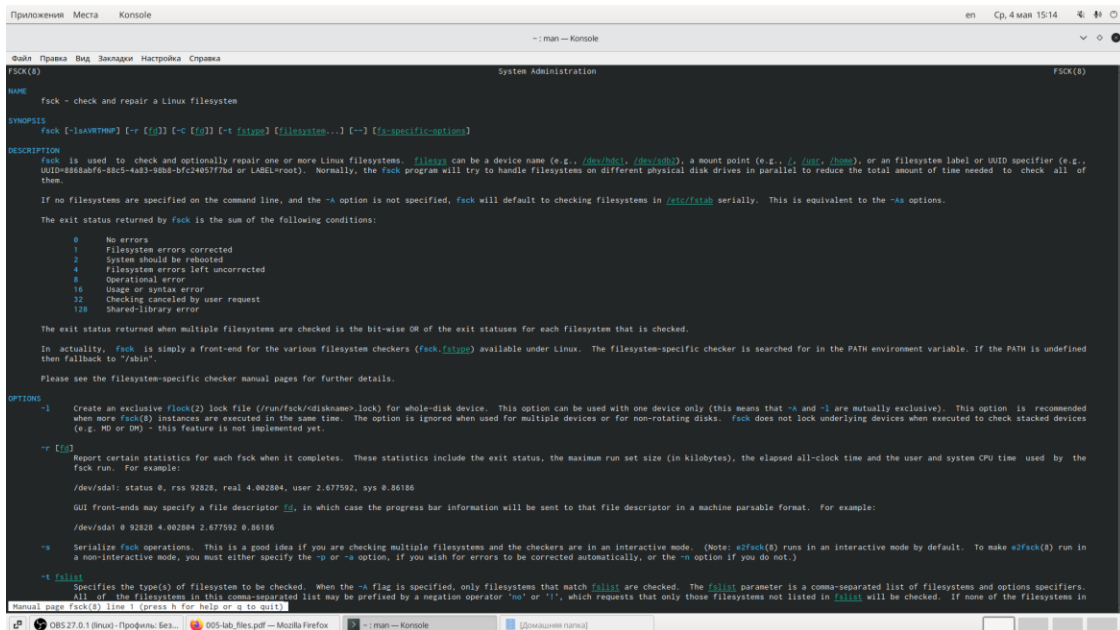 Приложения Места Konsole en Ср, 4 мая 15:14
~ : man — Konsole
Файл Правка Вид Закладки Настройка Справка
FSCK(8) System Administration FSCK(8)
NAME
fsck - check and repair a Linux filesystem
SYNOPSIS
fsck [-lsAVRTMNP] [-r [fd]] [-C [fd]] [-t fstype] [filesystem...] [--] [fs-specific-options]
DESCRIPTION
fsck is used to check and optionally repair one or more Linux filesystems. filesys can be a device name (e.g., /dev/hdc1, /dev/sdb2), a mount point (e.g., /, /usr, /home), or an filesystem label or UUID specifier (e.g.,
UUID=8868abf6-88c5-4a83-98b8-bfc24057f7bd or LABEL=root). Normally, the fsck program will try to handle filesystems on different physical disk drives in parallel to reduce the total amount of time needed to check all of
them.
If no filesystems are specified on the command line, and the -A option is not specified, fsck will default to checking filesystems in /etc/fstab serially. This is equivalent to the -As options.
The exit status returned by fsck is the sum of the following conditions:
0 No errors
1 Filesystem errors corrected
2 System should be rebooted
4 Filesystem errors left uncorrected
8 Operational error
16 Usage or syntax error
32 Checking canceled by user request
128 Shared-library error
The exit status returned when multiple filesystems are checked is the bit-wise OR of the exit statuses for each filesystem that is checked.
In actuality, fsck is simply a front-end for the various filesystem checkers (fsck.fstype) available under Linux. The filesystem-specific checker is searched for in the PATH environment variable. If the PATH is undefined
then fallback to "/sbin".
Please see the filesystem-specific checker manual pages for further details.
OPTIONS
-l Create an exclusive flock(2) lock file (/run/fsck/<diskname>.lock) for whole-disk device. This option can be used with one device only (this means that -A and -l are mutually exclusive). This option is recommended
when more fsck(8) instances are executed in the same time. The option is ignored when used for multiple devices or for non-rotating disks. fsck does not lock underlying devices when executed to check stacked devices
(e.g. MD or DM) - this feature is not implemented yet.
-r [fd]
Report certain statistics for each fsck when it completes. These statistics include the exit status, the maximum run set size (in kilobytes), the elapsed all-clock time and the user and system CPU time used by the
fsck run. For example:
/dev/sda1: status 0, rss 92828, real 4.002804, user 2.677592, sys 0.86186
GUI front-ends may specify a file descriptor fd, in which case the progress bar information will be sent to that file descriptor in a machine parsable format. For example:
/dev/sda1 0 92828 4.002804 2.677592 0.86186
-s Serialize fsck operations. This is a good idea if you are checking multiple filesystems and the checkers are in an interactive mode. (Note: e2fsck(8) runs in an interactive mode by default. To make e2fsck(8) run in
a non-interactive mode, you must either specify the -p or -a option, if you wish for errors to be corrected automatically, or the -n option if you do not.)
-t fslist
Specifies the type(s) of filesystem to be checked. When the -A flag is specified, only filesystems that match fslist are checked. The fslist parameter is a comma-separated list of filesystems and options specifiers.
All of the filesystems in this comma-separated list may be prefixed by a negation operator 'no' or '!', which requests that only those filesystems not listed in fslist will be checked. If none of the filesystems in
Manual page fsck(8) line 1 (press h for help or q to quit)
OBS 27.0.1 (linux) - Профиль: Без... 005-lab_files.pdf — Mozilla Firefox ~ : man — Konsole [Домашняя папка]